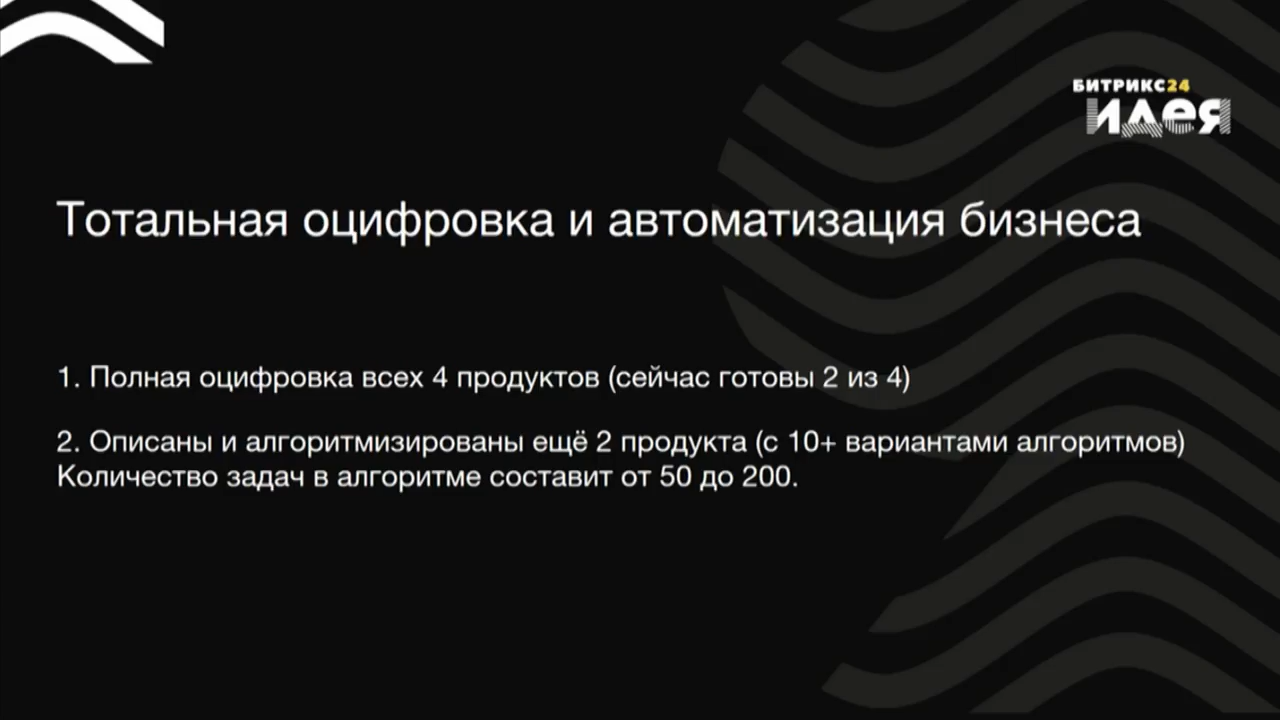 БИТРИКС24
идея
Тотальная оцифровка и автоматизация бизнеса
1. Полная оцифровка всех 4 продуктов (сейчас готовы 2 из 4)
2. Описаны и алгоритмизированы ещё 2 продукта (с 10+ вариантами алгоритмов)
Количество задач в алгоритме составит от 50 до 200.